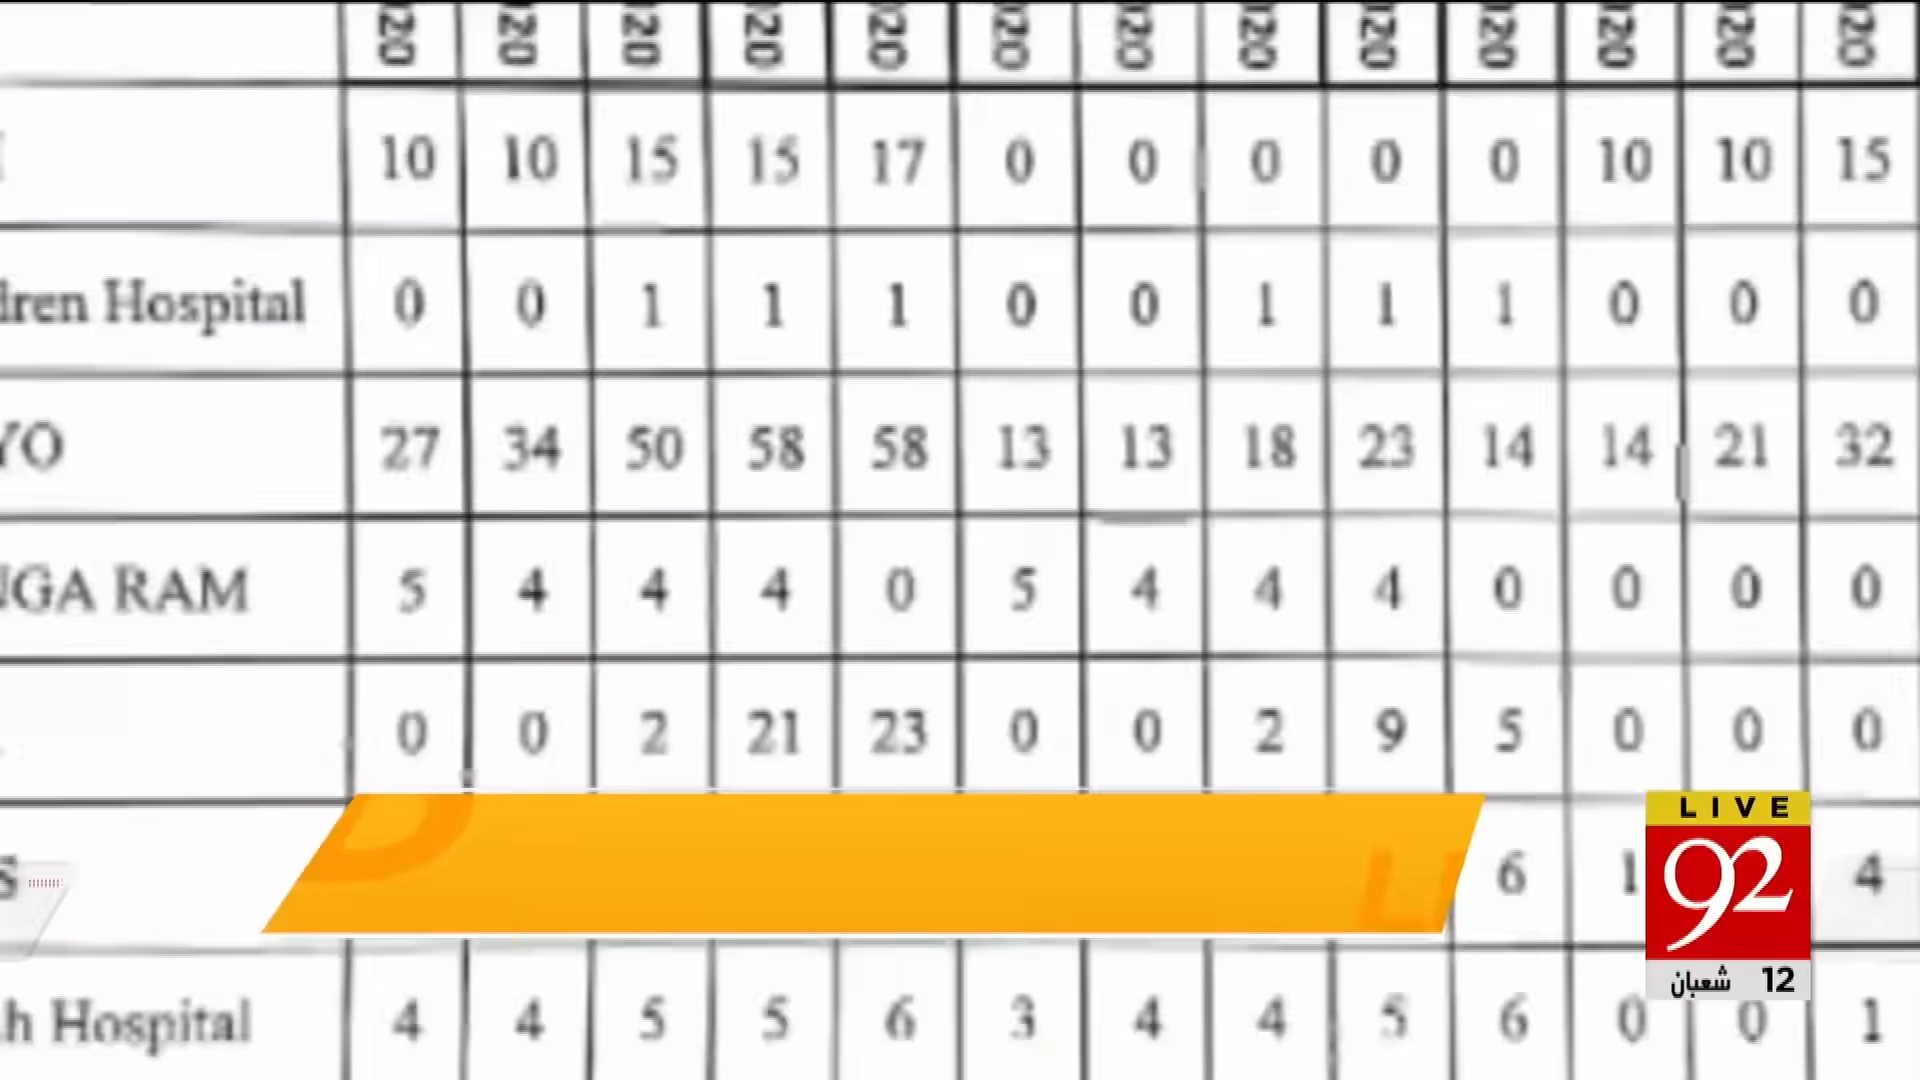 020 020 020 020 020 020 020 020 020 020 020 020 020
10 10 15 15 17 0 0 0 0 0 10 10 15
dren Hospital 0 0 1 1 1 0 0 1 1 1 0 0 0
YO 27 34 50 58 58 13 13 18 23 14 14 21 32
NGA RAM 5 4 4 4 0 5 4 4 4 0 0 0 0
0 0 2 21 23 0 0 2 9 5 0 0 0
LIVE
S 6 1 4
92
12 شعبان
ah Hospital 4 4 5 5 6 3 4 4 5 6 0 0 1